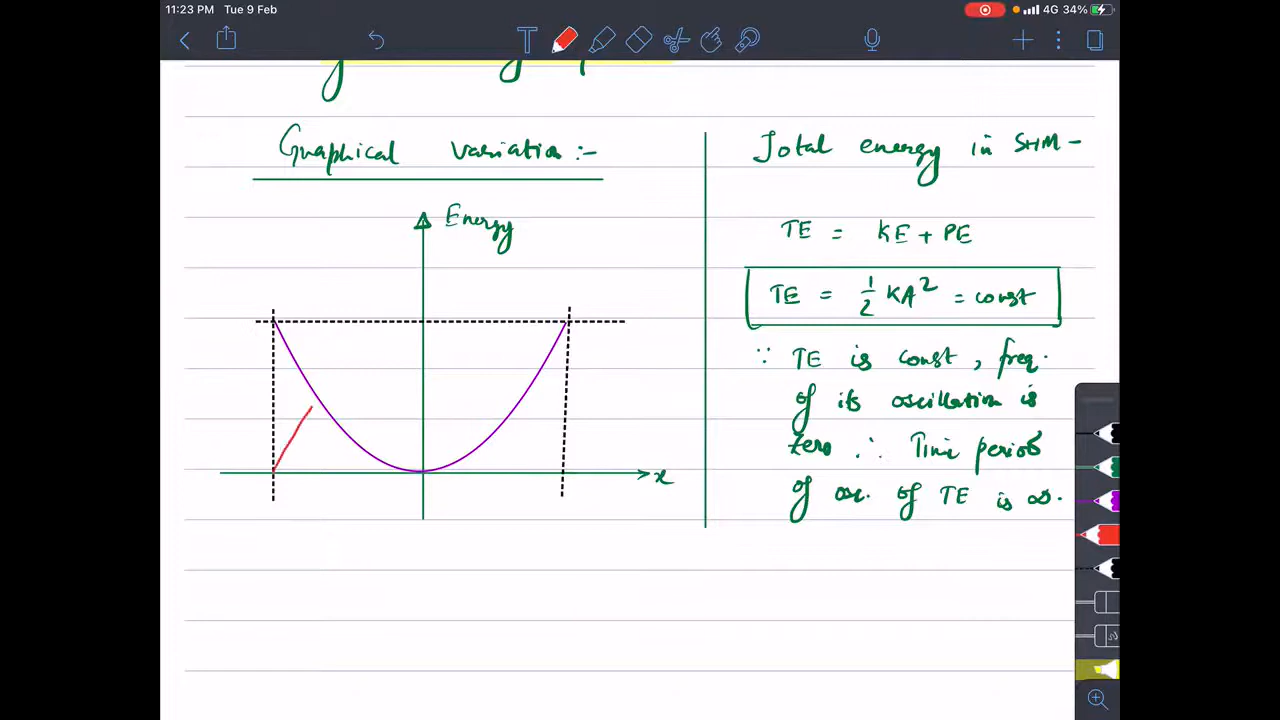 11:23 PM Tue 9 Feb
4G 34%
Graphical variation :-
Energy
x
Total energy in SHM -
TE = KE + PE
TE = 1/2 KA² = const
∵ TE is const, freq.
of its oscillation is
zero ∴ Time period
of osc. of TE is ∞.